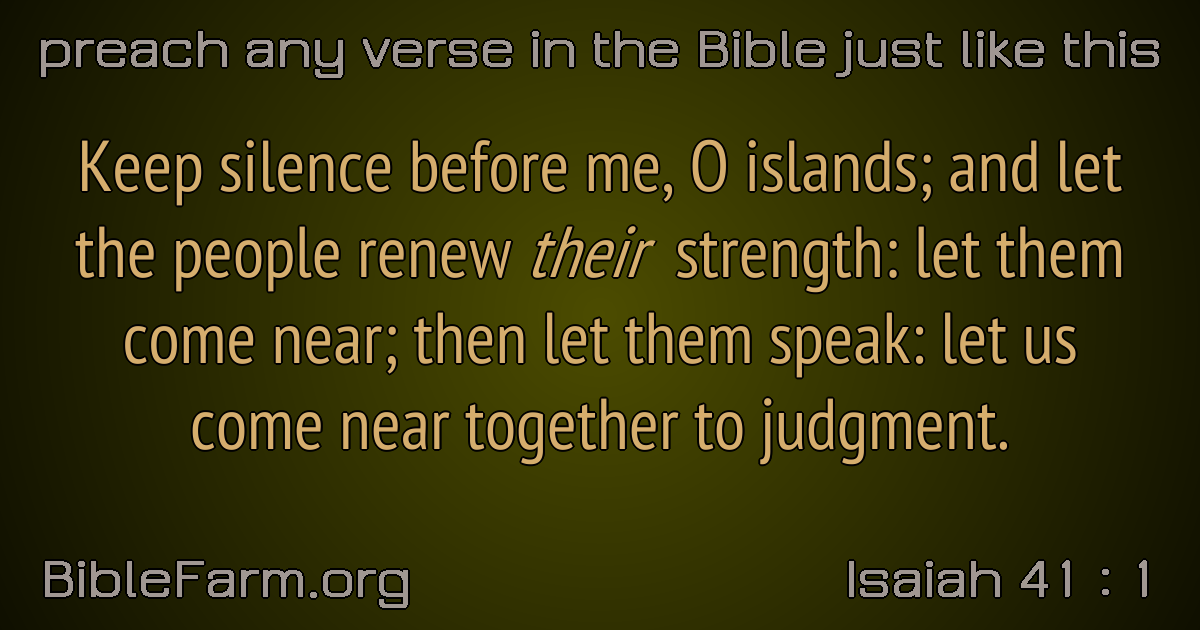 preach any verse in the Bible just like this
Keep silence before me, O islands; and let
the people renew their strength: let them
come near; then let them speak: let us
come near together to judgment.
BibleFarm.org
Isaiah 41 : 1